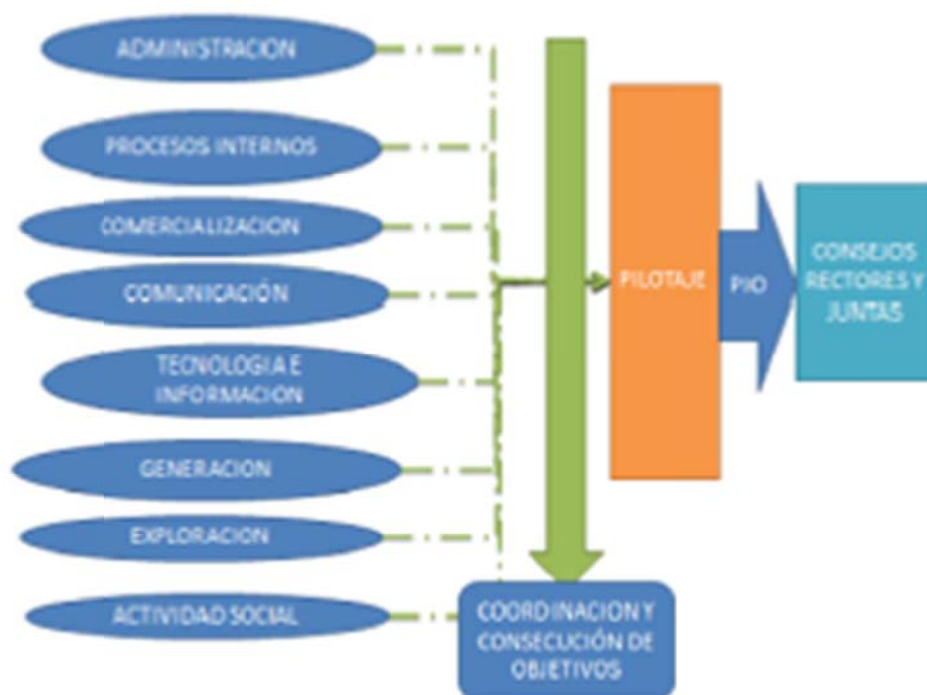 ADMINISTRACION
PROCESOS INTERNOS
COMERCIALIZACION
COMUNICACIÓN
TECNOLOGIA E
INFORMACION
GENERACION
EXPLORACION
ACTIVIDAD SOCIAL
COORDINACION Y
CONSECUCIÓN DE
OBJETIVOS
PILOTAJE
PIO
CONSEJOS
RECTORES Y
JUNTAS